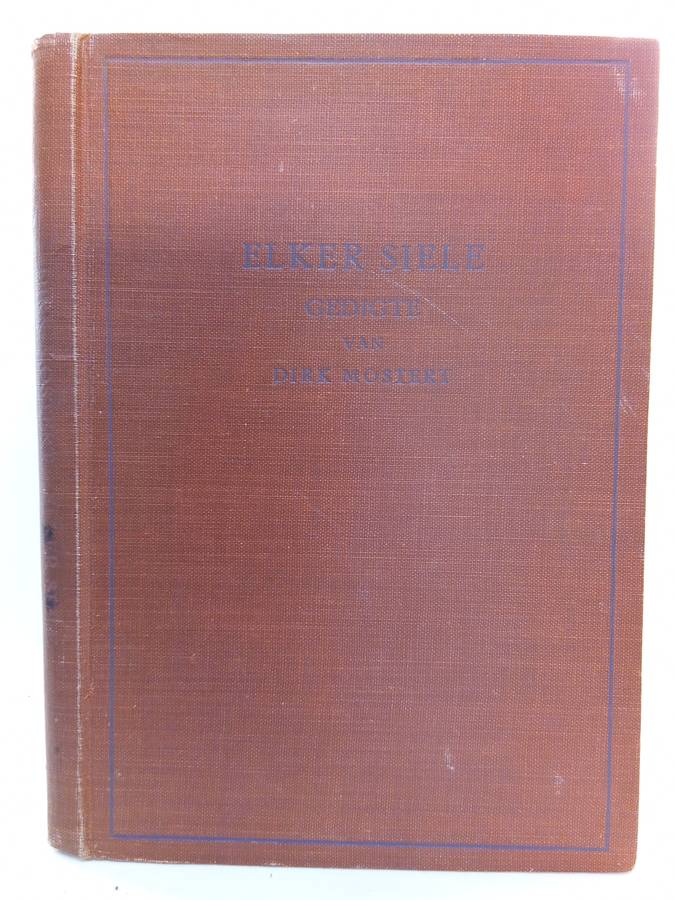 ELKER SIELE
GEDIGTE
VAN
DIRK MOSTERT